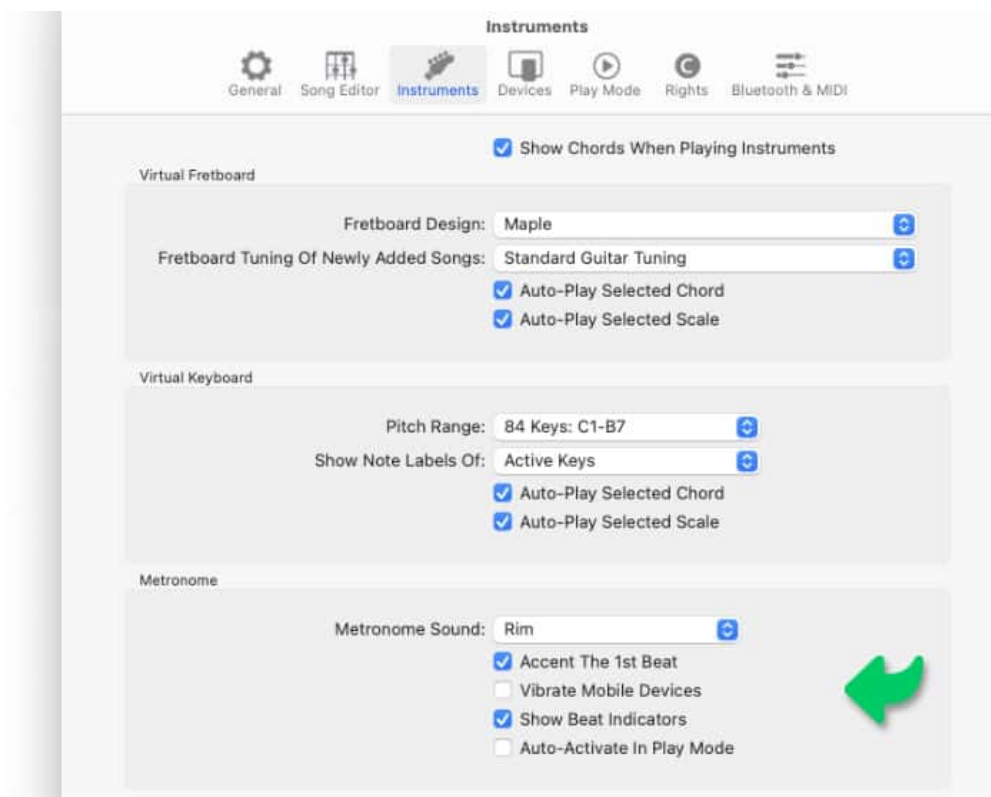 Instruments
General Song Editor Instruments Devices Play Mode Rights Bluetooth & MIDI
Show Chords When Playing Instruments
Virtual Fretboard
Fretboard Design: Maple
Fretboard Tuning Of Newly Added Songs: Standard Guitar Tuning
Auto-Play Selected Chord
Auto-Play Selected Scale
Virtual Keyboard
Pitch Range: 84 Keys: C1-B7
Show Note Labels Of: Active Keys
Auto-Play Selected Chord
Auto-Play Selected Scale
Metronome
Metronome Sound: Rim
Accent The 1st Beat
Vibrate Mobile Devices
Show Beat Indicators
Auto-Activate In Play Mode